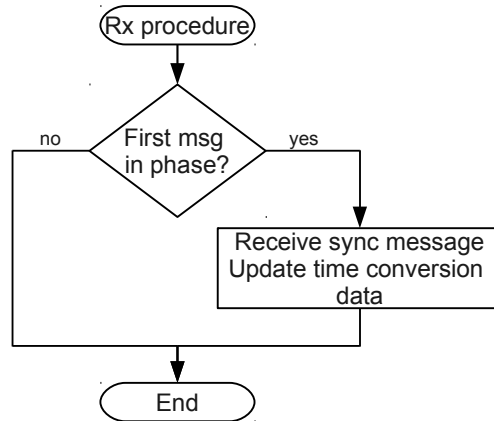 Rx procedure
First msg
in phase?
no
yes
Receive sync message
Update time conversion
data
End